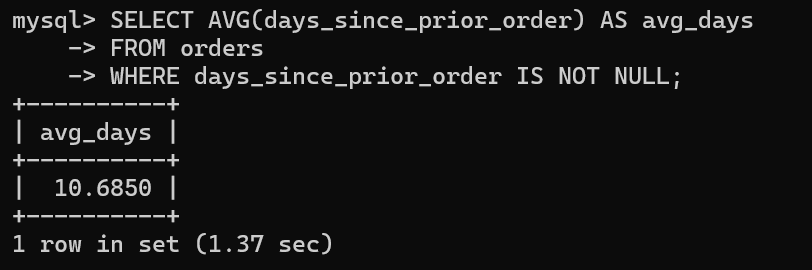 mysql> SELECT AVG(days_since_prior_order) AS avg_days
    -> FROM orders
    -> WHERE days_since_prior_order IS NOT NULL;
+----------+
| avg_days |
+----------+
|  10.6850 |
+----------+
1 row in set (1.37 sec)